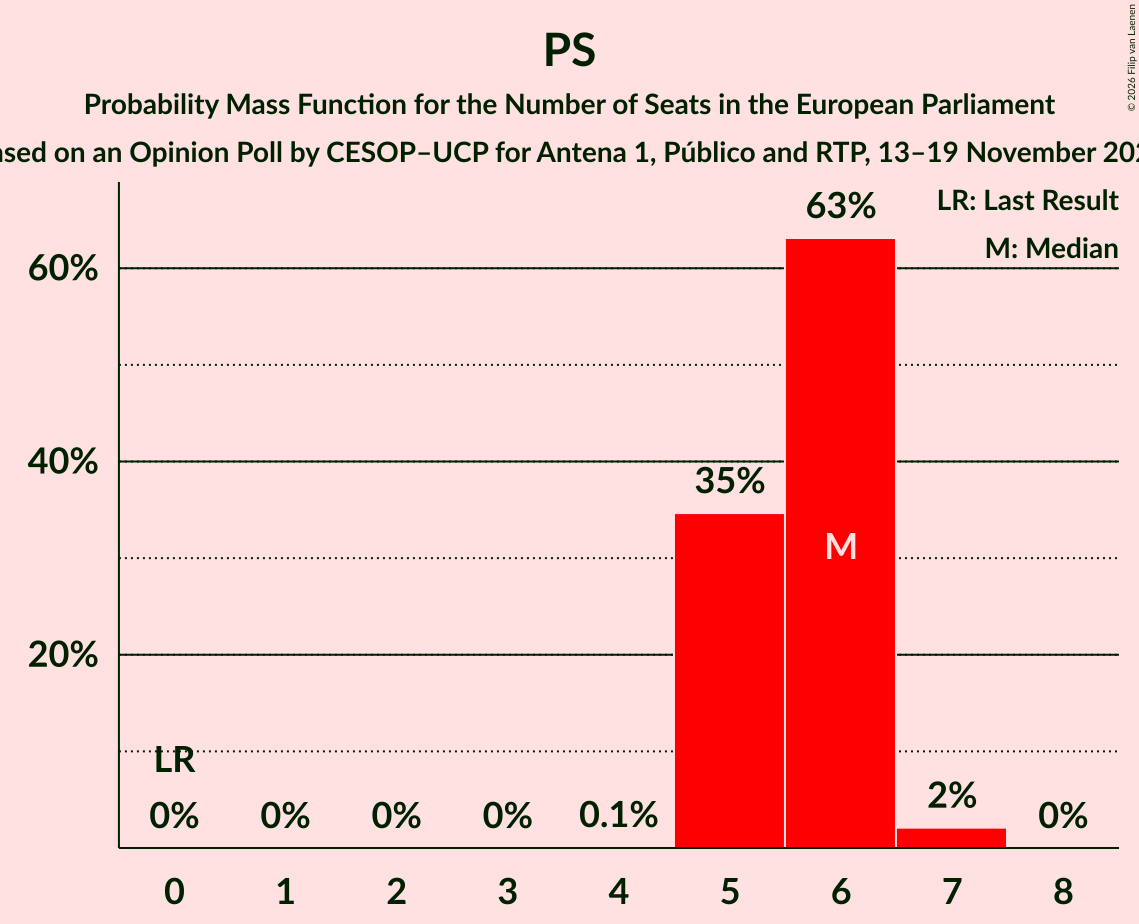 PS
Probability Mass Function for the Number of Seats in the European Parliament
on an Opinion Poll by CESOP–UCP for Antena 1, Público and RTP, 13–19 November
LR: Last Result
M: Median
63%
60%
40%
35%
M
20%
LR
0% 0% 0% 0% 0.1% 2% 0%
0 1 2 3 4 5 6 7 8
© 2026 Filip van Laenen